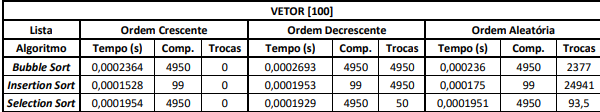 VETOR [100]
Lista Ordem Crescente Ordem Decrescente Ordem Aleatória
Algoritmo Tempo (s) Comp. Trocas Tempo (s) Comp. Trocas Tempo (s) Comp. Trocas
Bubble Sort 0,0002364 4950 0 0,0002693 4950 4950 0,000236 4950 2377
Insertion Sort 0,0001528 99 0 0,0001953 99 4950 0,000175 99 24941
Selection Sort 0,0001954 4950 0 0,0001929 4950 50 0,0001951 4950 93,5